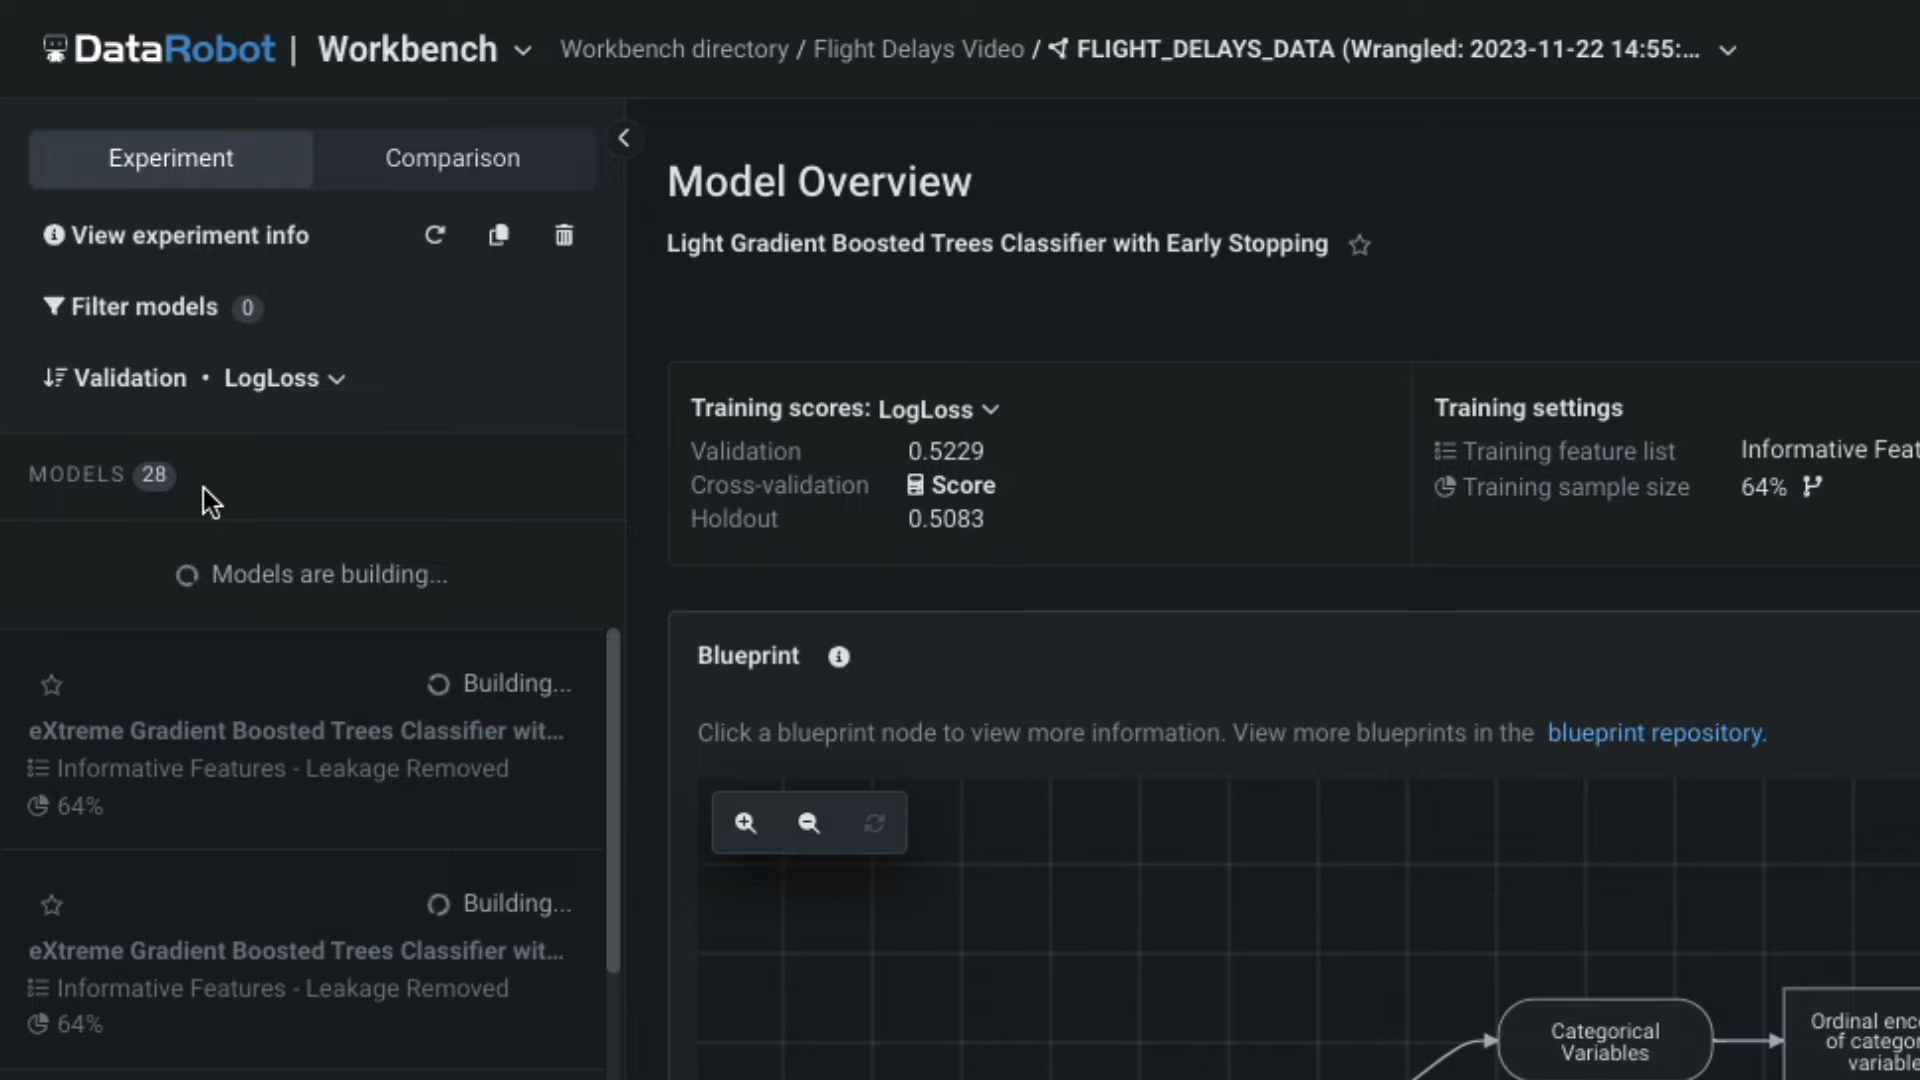 DataRobot | Workbench Workbench directory / Flight Delays Video / FLIGHT_DELAYS_DATA (Wrangled: 2023-11-22 14:55:...
Experiment Comparison
View experiment info
Filter models 0
Validation • LogLoss
MODELS 28
Models are building...
Building...
eXtreme Gradient Boosted Trees Classifier wit...
Informative Features - Leakage Removed
64%
Building...
eXtreme Gradient Boosted Trees Classifier wit...
Informative Features - Leakage Removed
64%
Model Overview
Light Gradient Boosted Trees Classifier with Early Stopping
Training scores: LogLoss
Validation 0.5229
Cross-validation Score
Holdout 0.5083
Training settings
Training feature list Informative Feat
Training sample size 64%
Blueprint
Click a blueprint node to view more information. View more blueprints in the blueprint repository.
Categorical
Variables
Ordinal enc
of categor
variable